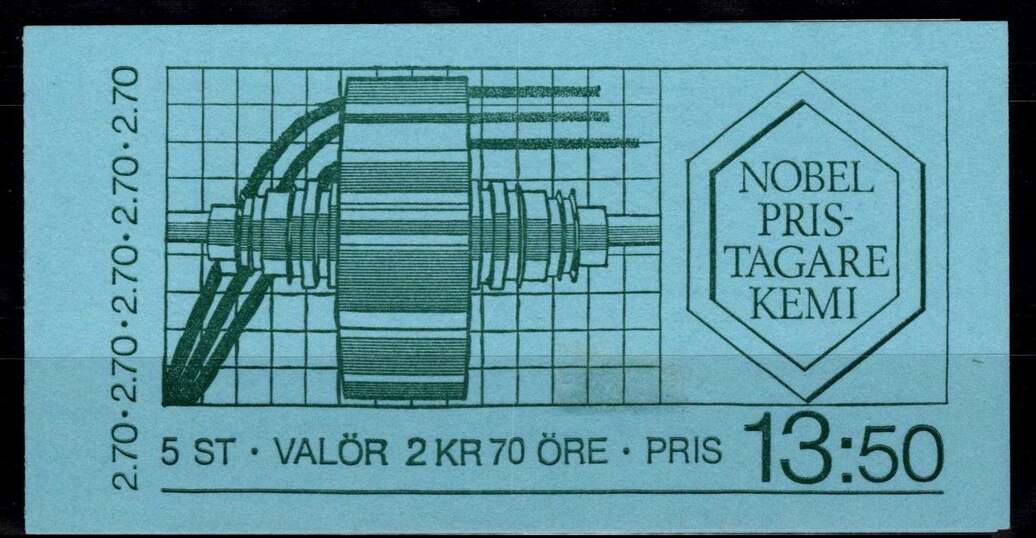 2.70 · 2.70 · 2.70 · 2.70 · 2.70
NOBEL
PRIS-
TAGARE
KEMI
5 ST · VALÖR 2 KR 70 ÖRE · PRIS 13:50